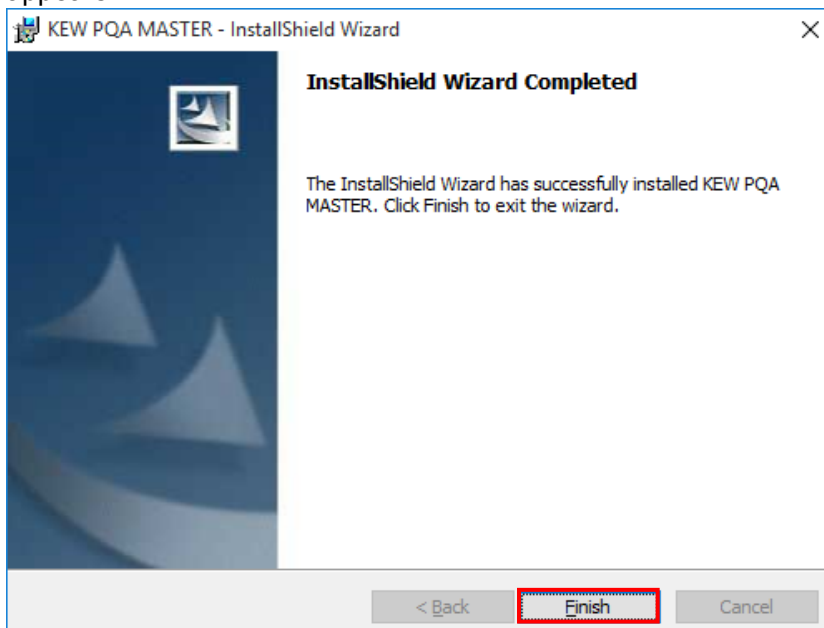 KEW PQA MASTER - InstallShield Wizard
InstallShield Wizard Completed
The InstallShield Wizard has successfully installed KEW PQA
MASTER. Click Finish to exit the wizard.
< Back
Finish
Cancel